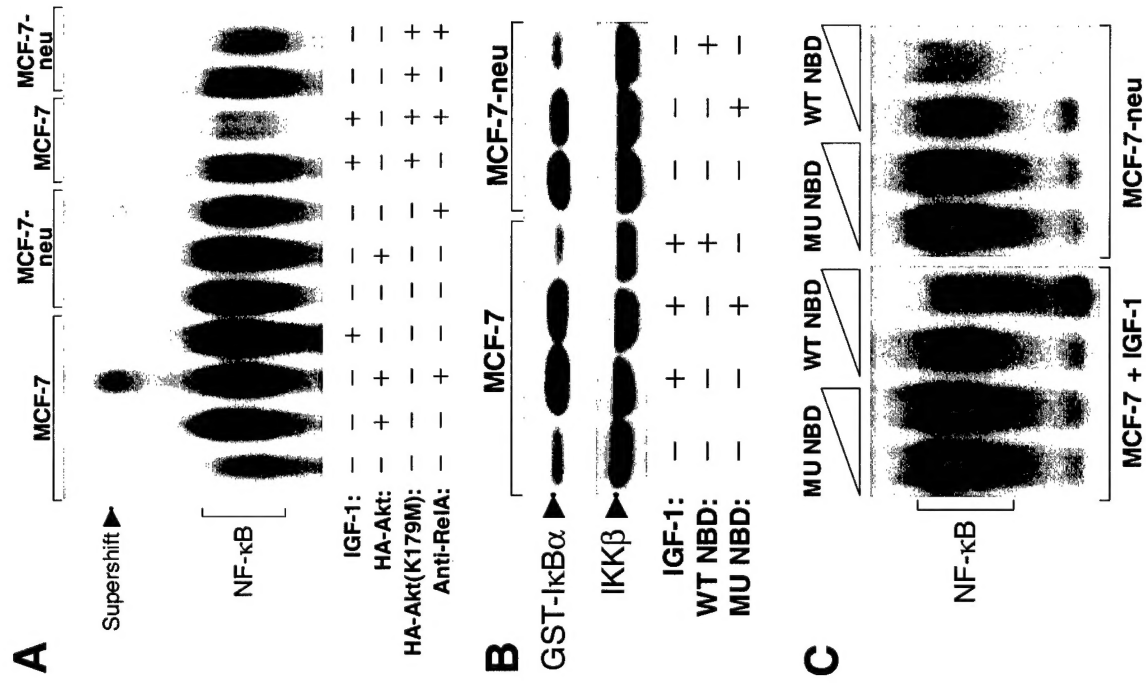 A
MCF-7 MCF-7-neu MCF-7 MCF-7-neu
Supershift
NF-κB
IGF-1: − − − + − − − + + − −
HA-Akt: − + + − − + − − − − −
HA-Akt(K179M): − − − − − − − + + + +
Anti-RelA: − − + − − − + − + − +
B
MCF-7 MCF-7-neu
GST-IκBα
IKKβ
IGF-1: − + + + − − −
WT NBD: − − − + − − +
MU NBD: − − + − − + −
C
MU NBD WT NBD MU NBD WT NBD
NF-κB
MCF-7 + IGF-1 MCF-7-neu